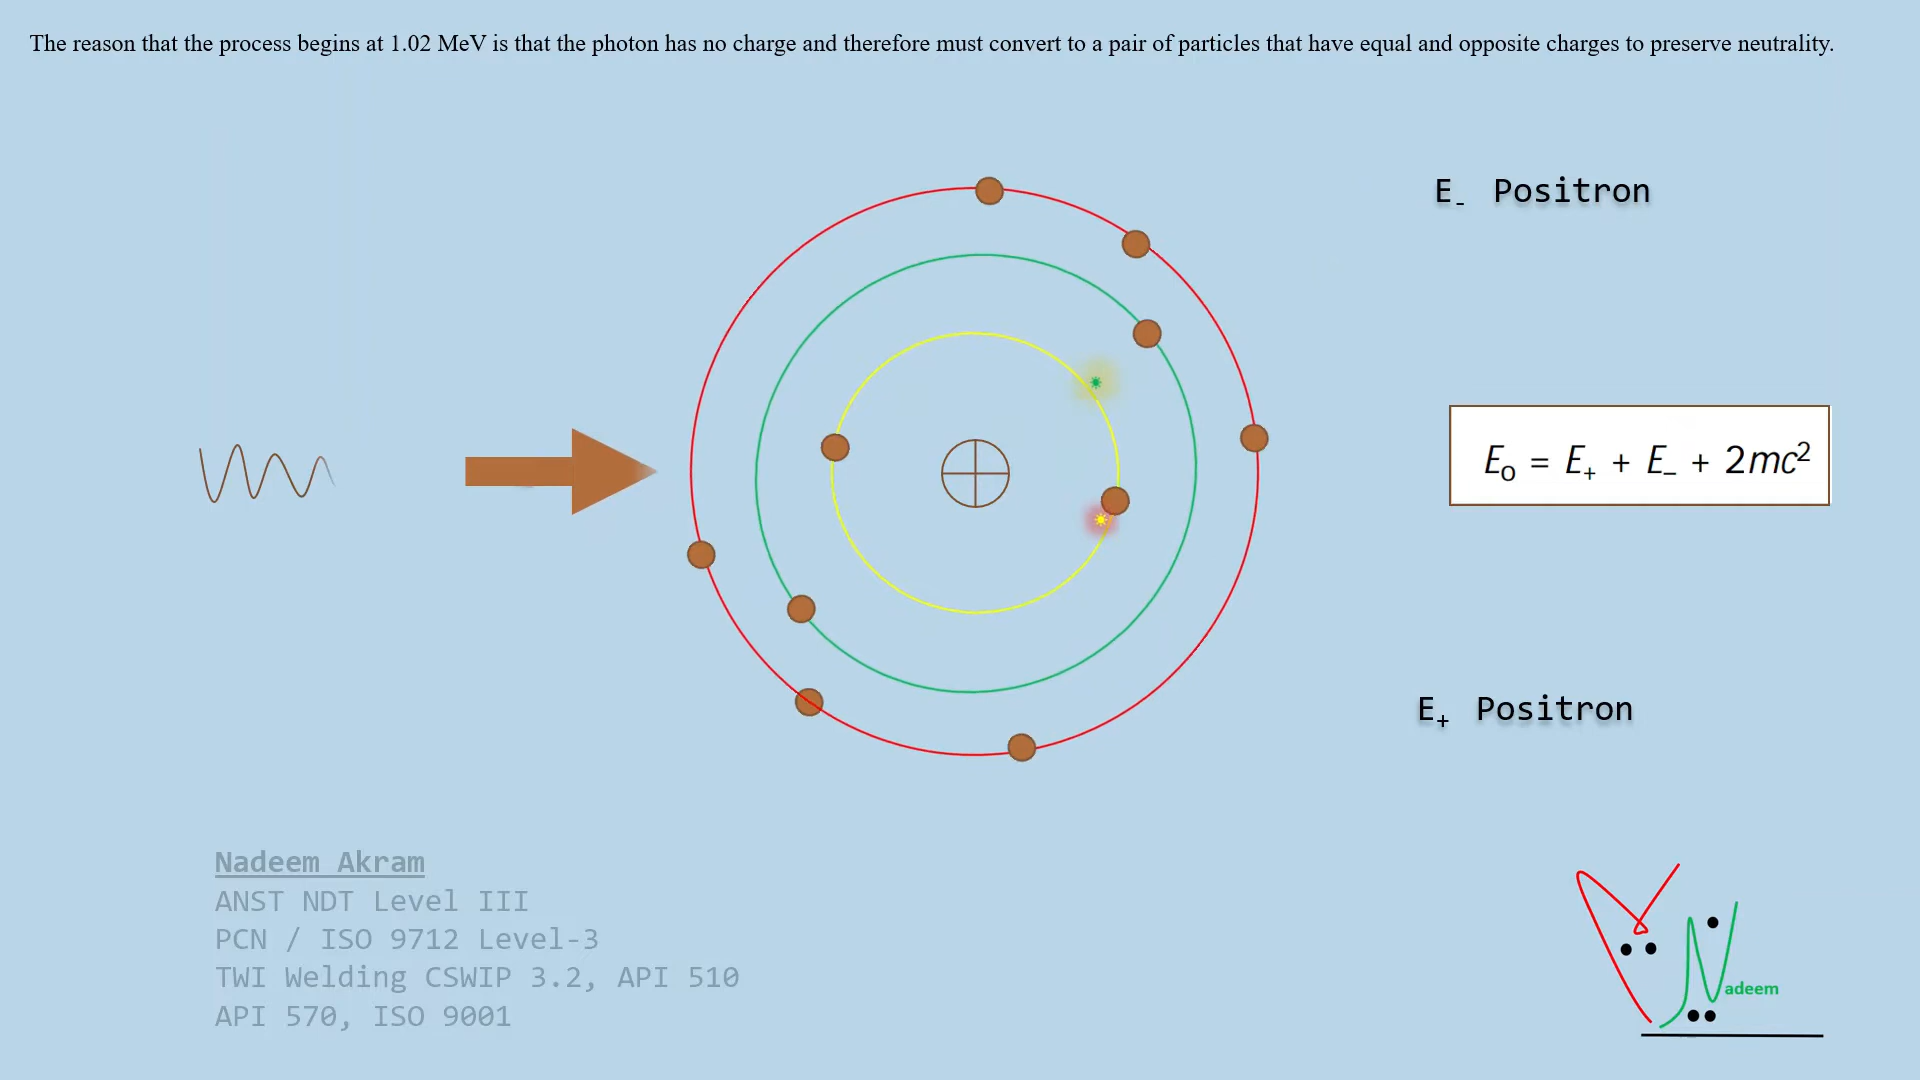 The reason that the process begins at 1.02 MeV is that the photon has no charge and therefore must convert to a pair of particles that have equal and opposite charges to preserve neutrality.
E₋ Positron
E₀ = E₊ + E₋ + 2mc²
E₊ Positron
Nadeem Akram
ANST NDT Level III
PCN / ISO 9712 Level-3
TWI Welding CSWIP 3.2, API 510
API 570, ISO 9001
Nadeem